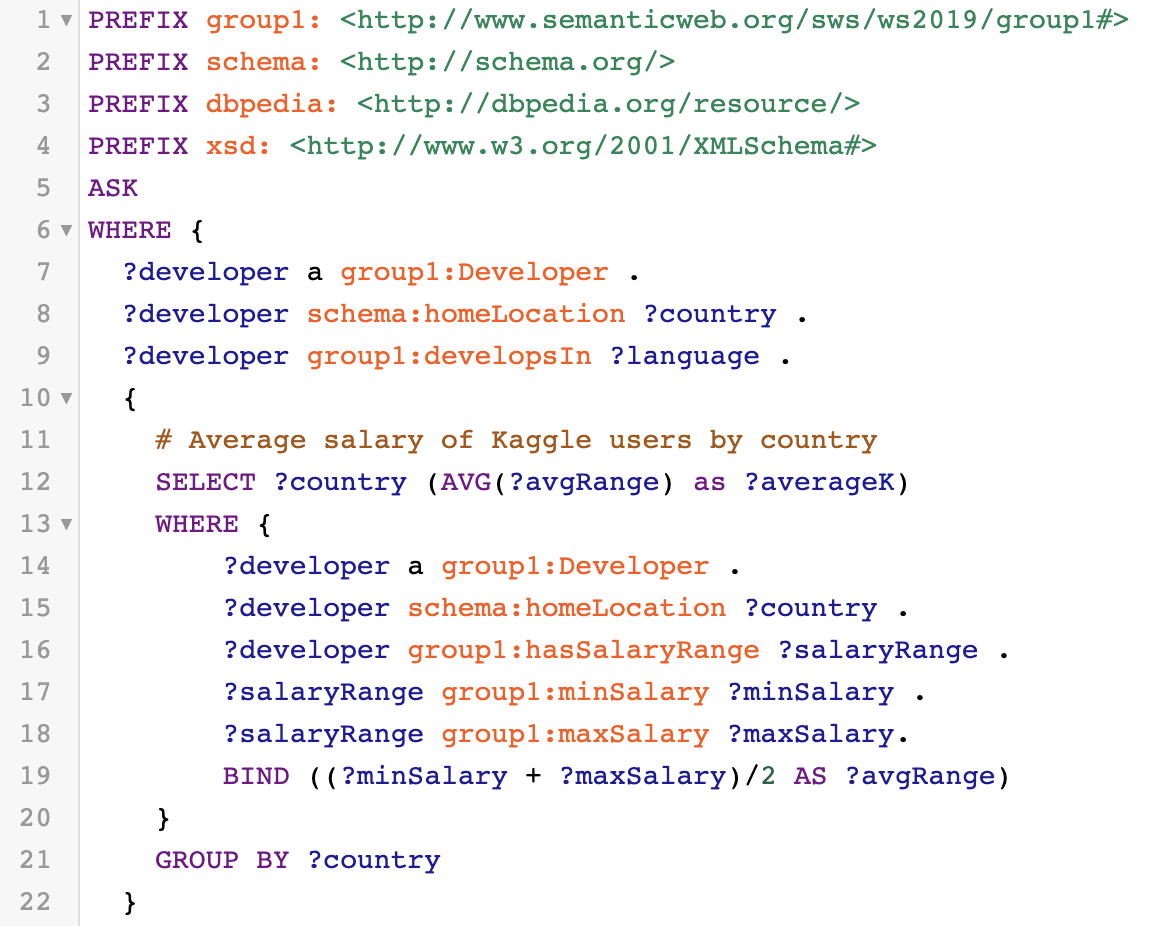 1 PREFIX group1: <http://www.semanticweb.org/sws/ws2019/group1#>
2 PREFIX schema: <http://schema.org/>
3 PREFIX dbpedia: <http://dbpedia.org/resource/>
4 PREFIX xsd: <http://www.w3.org/2001/XMLSchema#>
5 ASK
6 WHERE {
7 ?developer a group1:Developer .
8 ?developer schema:homeLocation ?country .
9 ?developer group1:developsIn ?language .
10 {
11 # Average salary of Kaggle users by country
12 SELECT ?country (AVG(?avgRange) as ?averageK)
13 WHERE {
14 ?developer a group1:Developer .
15 ?developer schema:homeLocation ?country .
16 ?developer group1:hasSalaryRange ?salaryRange .
17 ?salaryRange group1:minSalary ?minSalary .
18 ?salaryRange group1:maxSalary ?maxSalary.
19 BIND ((?minSalary + ?maxSalary)/2 AS ?avgRange)
20 }
21 GROUP BY ?country
22 }